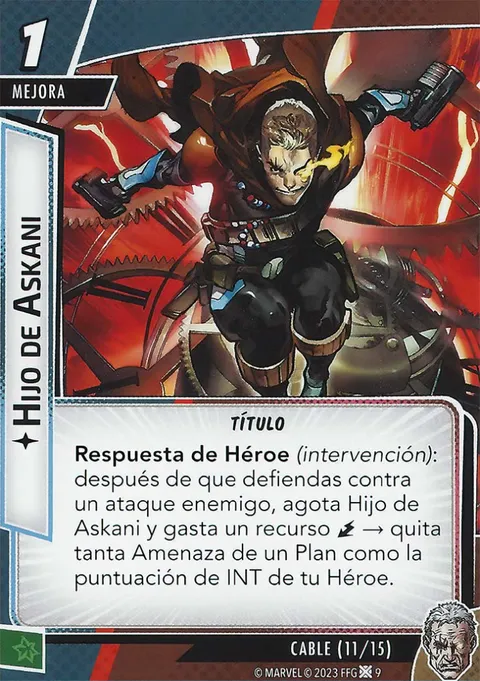 1
MEJORA
HIJO DE ASKANI
TÍTULO
Respuesta de Héroe (intervención):
después de que defiendas contra
un ataque enemigo, agota Hijo de
Askani y gasta un recurso → quita
tanta Amenaza de un Plan como la
puntuación de INT de tu Héroe.
CABLE (11/15)
© MARVEL © 2023 FFG 9